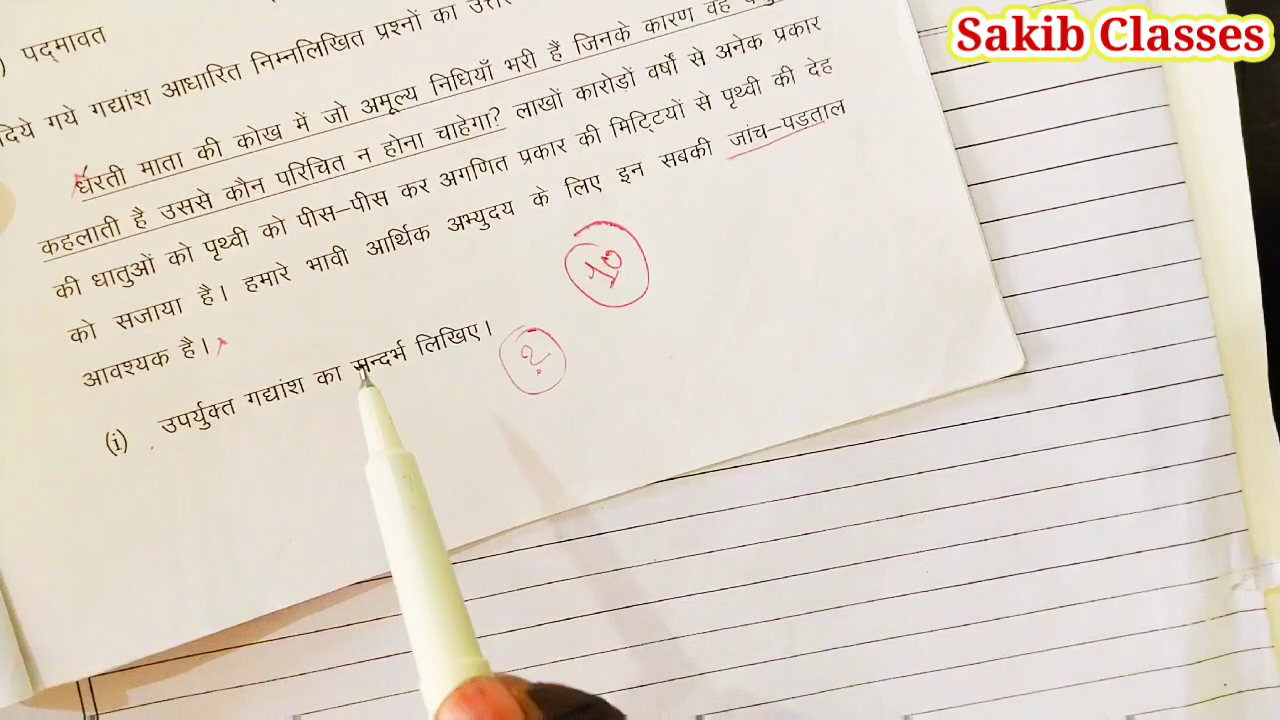 Sakib Classes
) पद्मावत
दिये गये गद्यांश आधारित निम्नलिखित प्रश्नों का
धरती माता की कोख में जो अमूल्य निधियाँ भरी हैं जिनके कारण वह
कहलाती है उससे कौन परिचित न होना चाहेगा? लाखों कारोड़ों वर्षों से अनेक प्रकार
की धातुओं को पृथ्वी को पीस-पीस कर अगणित प्रकार की मिट्टियों से पृथ्वी की देह
को सजाया है। हमारे भावी आर्थिक अभ्युदय के लिए इन सबकी जांच-पडताल
आवश्यक है।
10
(i) उपर्युक्त गद्यांश का सन्दर्भ लिखिए।
2